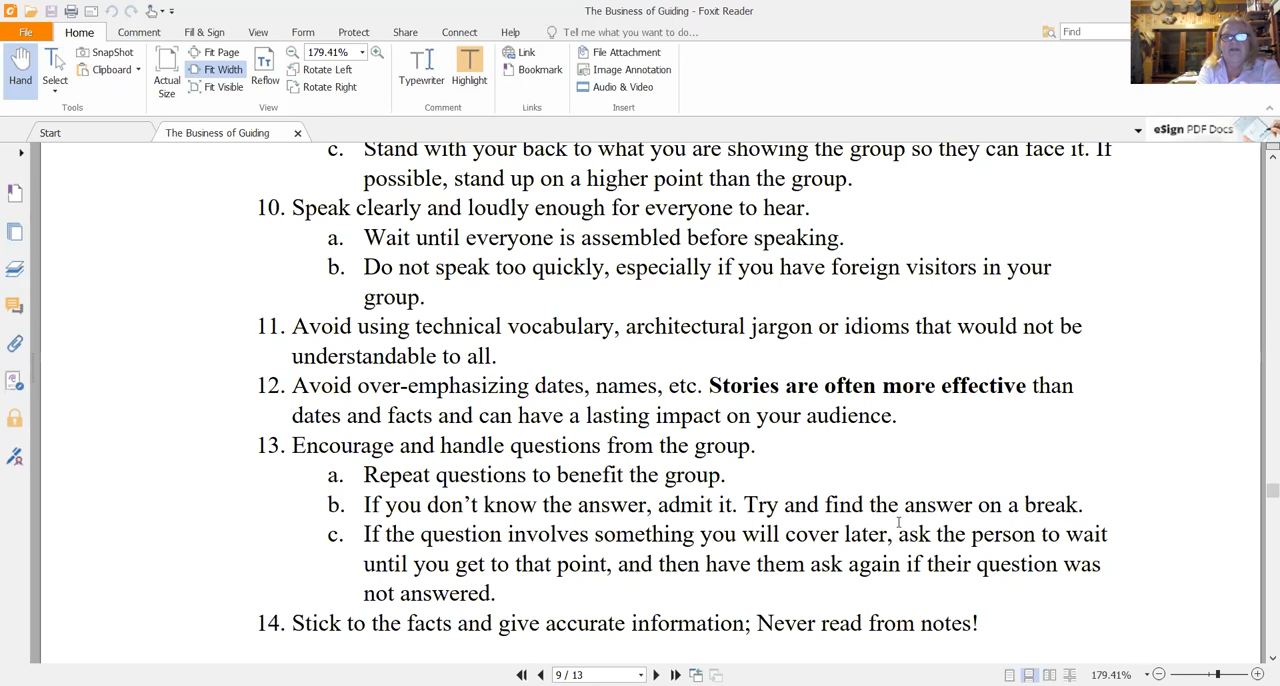 The Business of Guiding - Foxit Reader
File Home Comment Fill & Sign View Form Protect Share Connect Help Tell me what you want to do... Find
Hand
Select
Tools
SnapShot
Clipboard
Actual
Size
Fit Page
Fit Width
Fit Visible
Reflow
179.41%
Rotate Left
Rotate Right
View
Typewriter
Highlight
Comment
Link
Bookmark
Links
File Attachment
Image Annotation
Audio & Video
Insert
Start The Business of Guiding
eSign PDF Docs
c. Stand with your back to what you are showing the group so they can face it. If
possible, stand up on a higher point than the group.
10. Speak clearly and loudly enough for everyone to hear.
a. Wait until everyone is assembled before speaking.
b. Do not speak too quickly, especially if you have foreign visitors in your
group.
11. Avoid using technical vocabulary, architectural jargon or idioms that would not be
understandable to all.
12. Avoid over-emphasizing dates, names, etc. Stories are often more effective than
dates and facts and can have a lasting impact on your audience.
13. Encourage and handle questions from the group.
a. Repeat questions to benefit the group.
b. If you don’t know the answer, admit it. Try and find the answer on a break.
c. If the question involves something you will cover later, ask the person to wait
until you get to that point, and then have them ask again if their question was
not answered.
14. Stick to the facts and give accurate information; Never read from notes!
9 / 13
179.41%